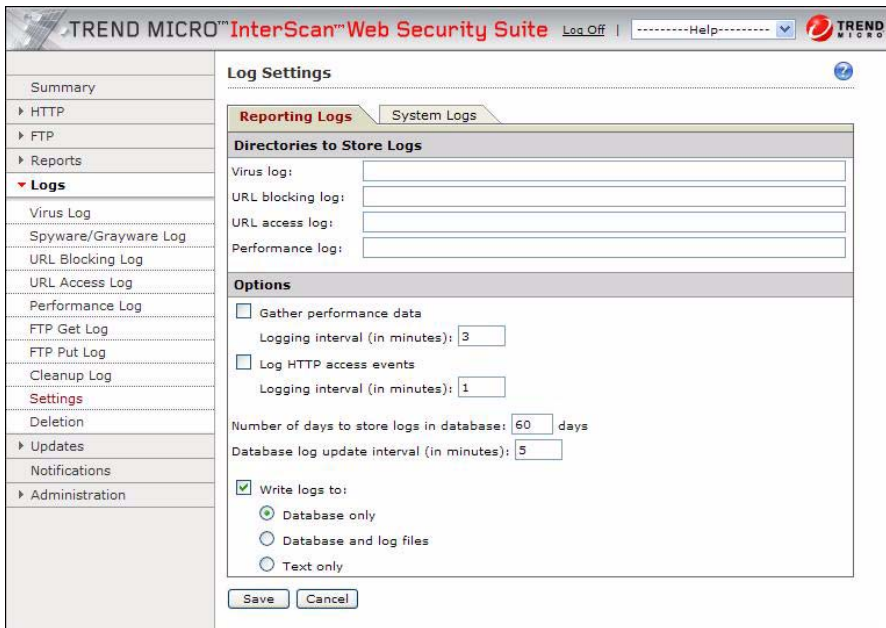 TREND MICRO™ InterScan™ Web Security Suite Log Off | ---------Help--------- TREND MICRO
Log Settings
Summary
HTTP
FTP
Reports
Logs
Virus Log
Spyware/Grayware Log
URL Blocking Log
URL Access Log
Performance Log
FTP Get Log
FTP Put Log
Cleanup Log
Settings
Deletion
Updates
Notifications
Administration
Reporting Logs System Logs
Directories to Store Logs
Virus log:
URL blocking log:
URL access log:
Performance log:
Options
Gather performance data
Logging interval (in minutes): 3
Log HTTP access events
Logging interval (in minutes): 1
Number of days to store logs in database: 60 days
Database log update interval (in minutes): 5
Write logs to:
Database only
Database and log files
Text only
Save Cancel